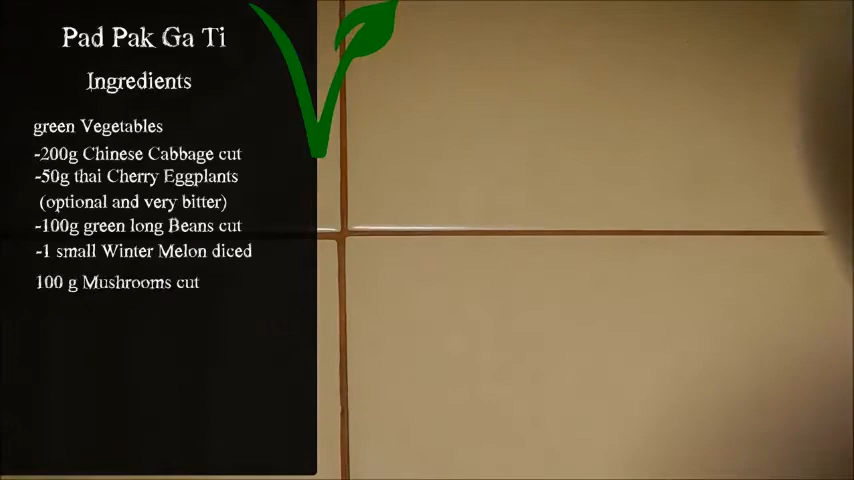 Pad Pak Ga Ti
Ingredients
green Vegetables
-200g Chinese Cabbage cut
-50g thai Cherry Eggplants
(optional and very bitter)
-100g green long Beans cut
-1 small Winter Melon diced
100 g Mushrooms cut